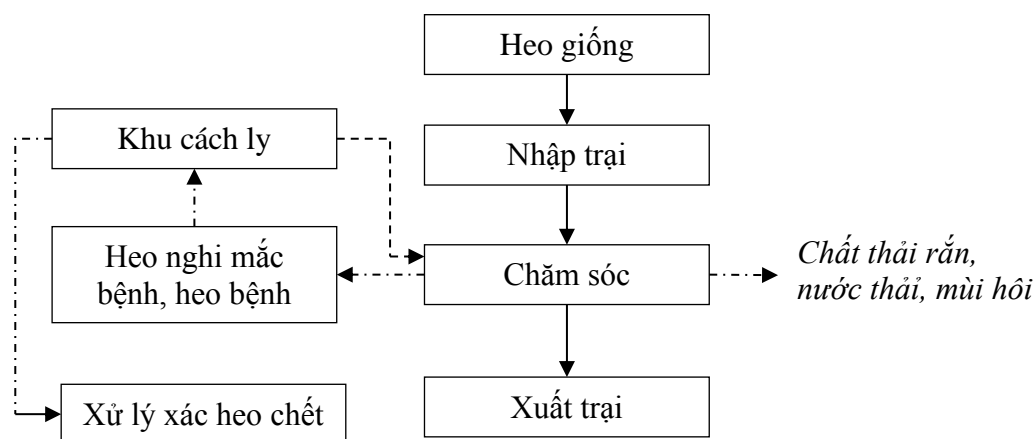 Heo giống
Khu cách ly
Nhập trại
Heo nghi mắc
bệnh, heo bệnh
Chăm sóc
Chất thải rắn,
nước thải, mùi hôi
Xử lý xác heo chết
Xuất trại